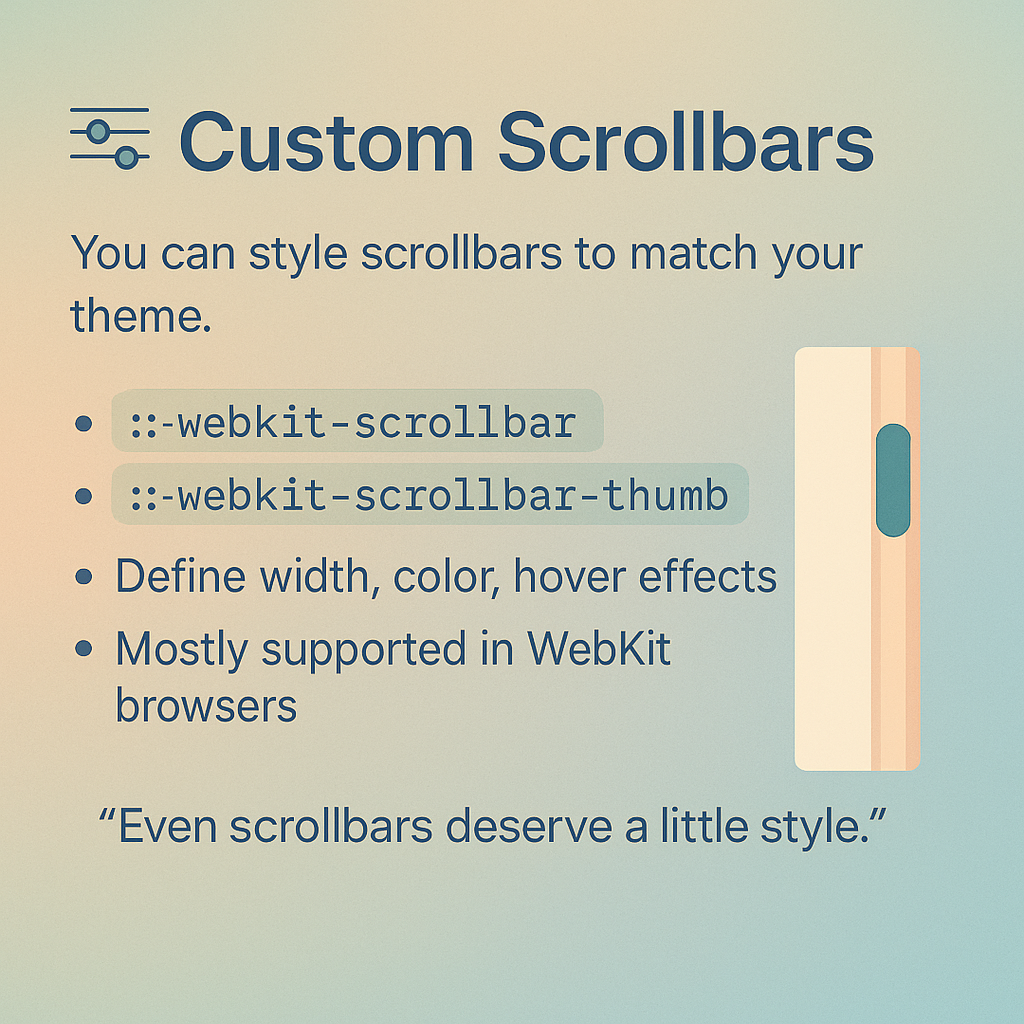 Custom Scrollbars
You can style scrollbars to match your
theme.
• ::-webkit-scrollbar
• ::-webkit-scrollbar-thumb
• Define width, color, hover effects
• Mostly supported in WebKit
browsers
“Even scrollbars deserve a little style.”